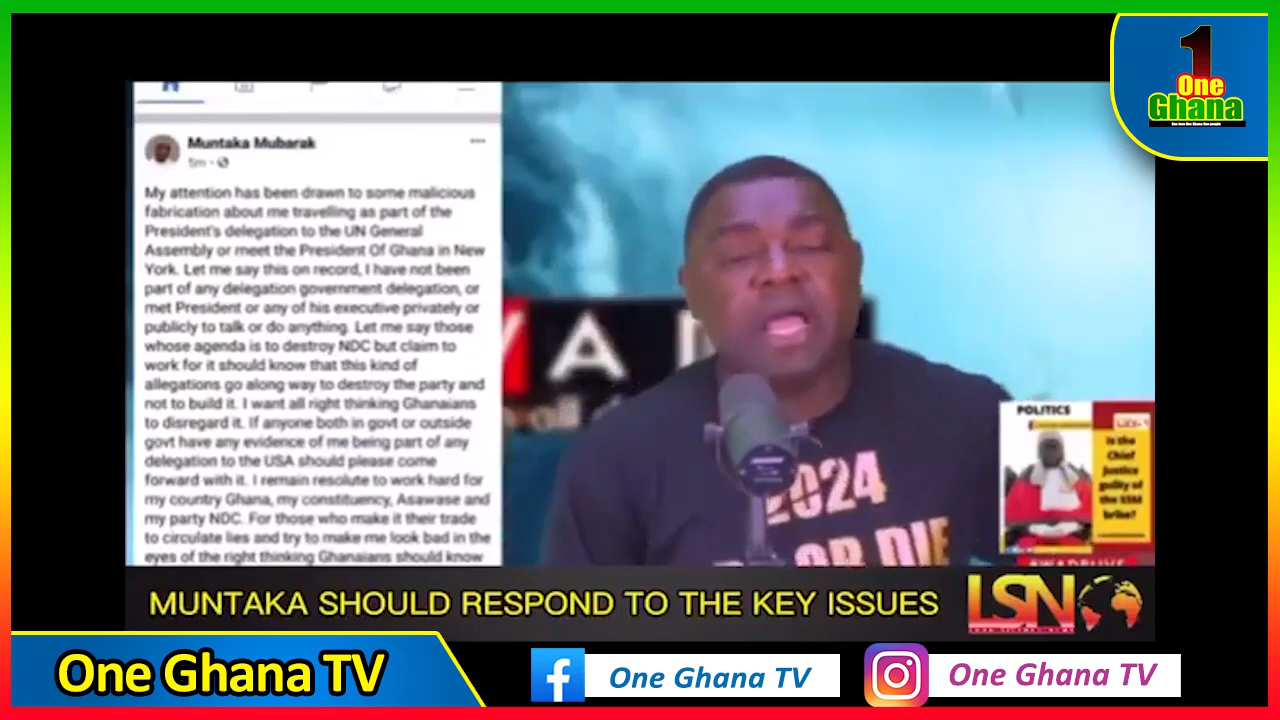 1
One
Ghana
One love One Ghana One people
Muntaka Mubarak
5m
My attention has been drawn to some malicious
fabrication about me travelling as part of the
President's delegation to the UN General
Assembly or meet the President Of Ghana in New
York. Let me say this on record, I have not been
part of any delegation government delegation, or
met President or any of his executive privately or
publicly to talk or do anything. Let me say those
whose agenda is to destroy NDC but claim to
work for it should know that this kind of
allegations go along way to destroy the party and
not to build it. I want all right thinking Ghanaians
to disregard it. If anyone both in govt or outside
govt have any evidence of me being part of any
delegation to the USA should please come
forward with it. I remain resolute to work hard for
my country Ghana, my constituency, Asawase and
my party NDC. For those who make it their trade
to circulate lies and try to make me look bad in the
eyes of the right thinking Ghanaians should know
A
2024
OR DIE
POLITICS
Is the
Chief
Justice
guilty of
the $5M
bribe?
MUNTAKA SHOULD RESPOND TO THE KEY ISSUES
LSN
One Ghana TV
One Ghana TV
One Ghana TV